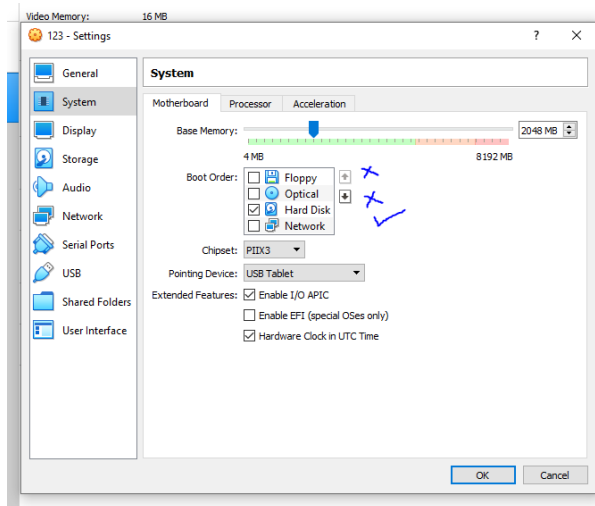 Video Memory: 16 MB
123 - Settings ?
General
System
Display
Storage
Audio
Network
Serial Ports
USB
Shared Folders
User Interface
System
Motherboard Processor Acceleration
Base Memory: 2048 MB
4 MB 8192 MB
Boot Order: Floppy
Optical
Hard Disk
Network
Chipset: PIIX3
Pointing Device: USB Tablet
Extended Features: Enable I/O APIC
Enable EFI (special OSes only)
Hardware Clock in UTC Time
OK Cancel